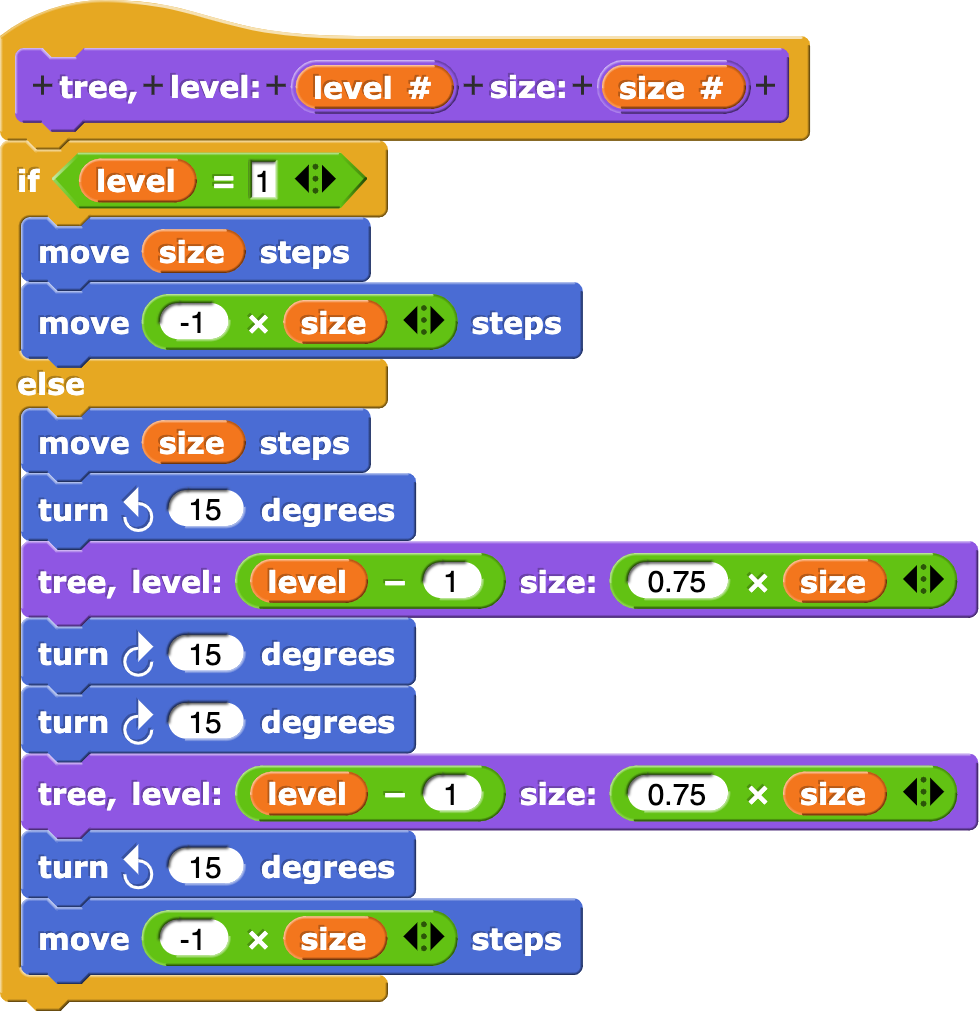 + tree, + level: + level # + size: + size # +
if level = 1
move size steps
move -1 × size steps
else
move size steps
turn 15 degrees
tree, level: level − 1 size: 0.75 × size
turn 15 degrees
turn 15 degrees
tree, level: level − 1 size: 0.75 × size
turn 15 degrees
move -1 × size steps